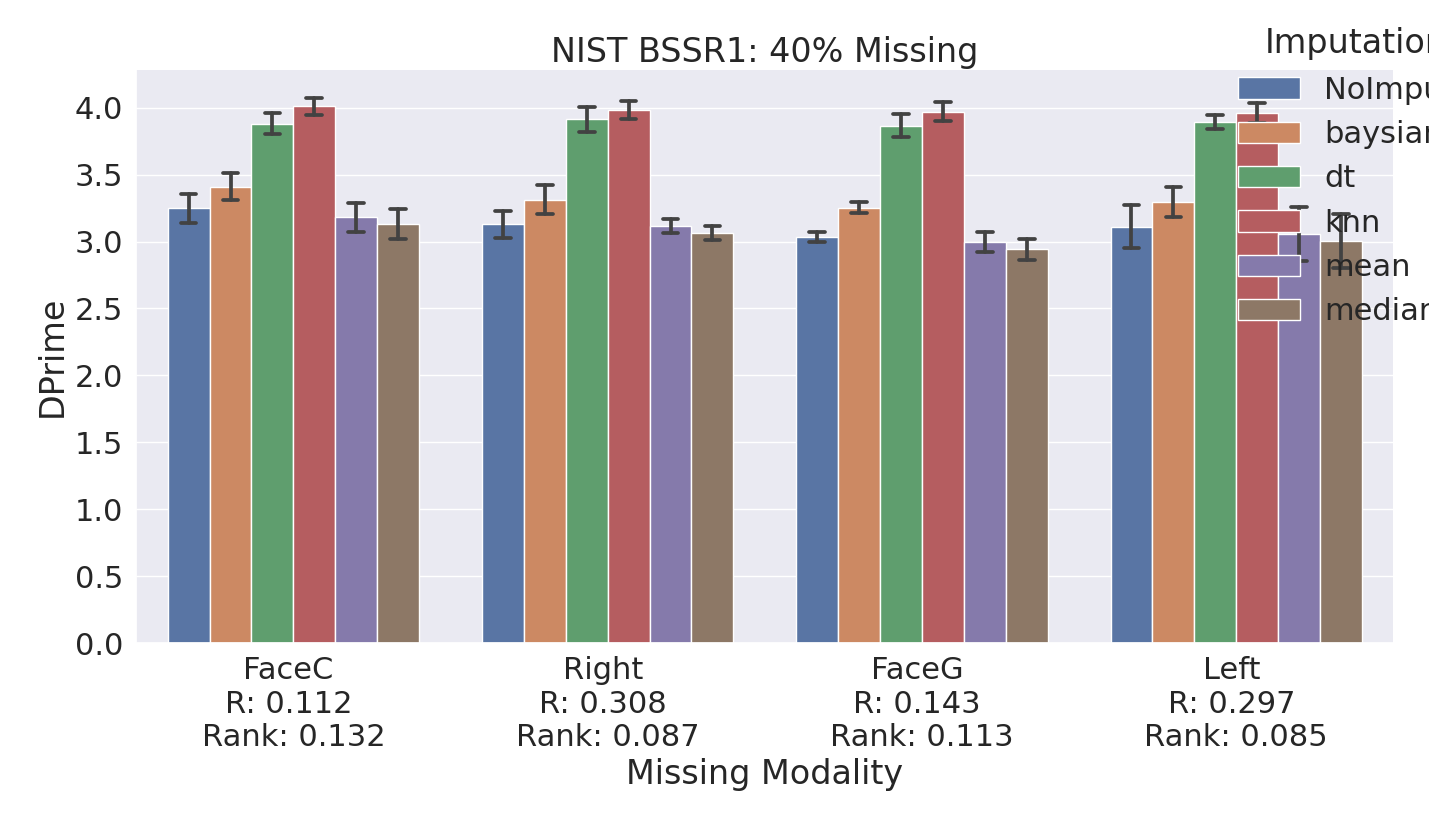 NIST BSSR1: 40% Missing
Imputation
NoImpu
baysian
dt
knn
mean
median
DPrime
4.0
3.5
3.0
2.5
2.0
1.5
1.0
0.5
0.0
FaceC
R: 0.112
Rank: 0.132
Right
R: 0.308
Rank: 0.087
FaceG
R: 0.143
Rank: 0.113
Left
R: 0.297
Rank: 0.085
Missing Modality